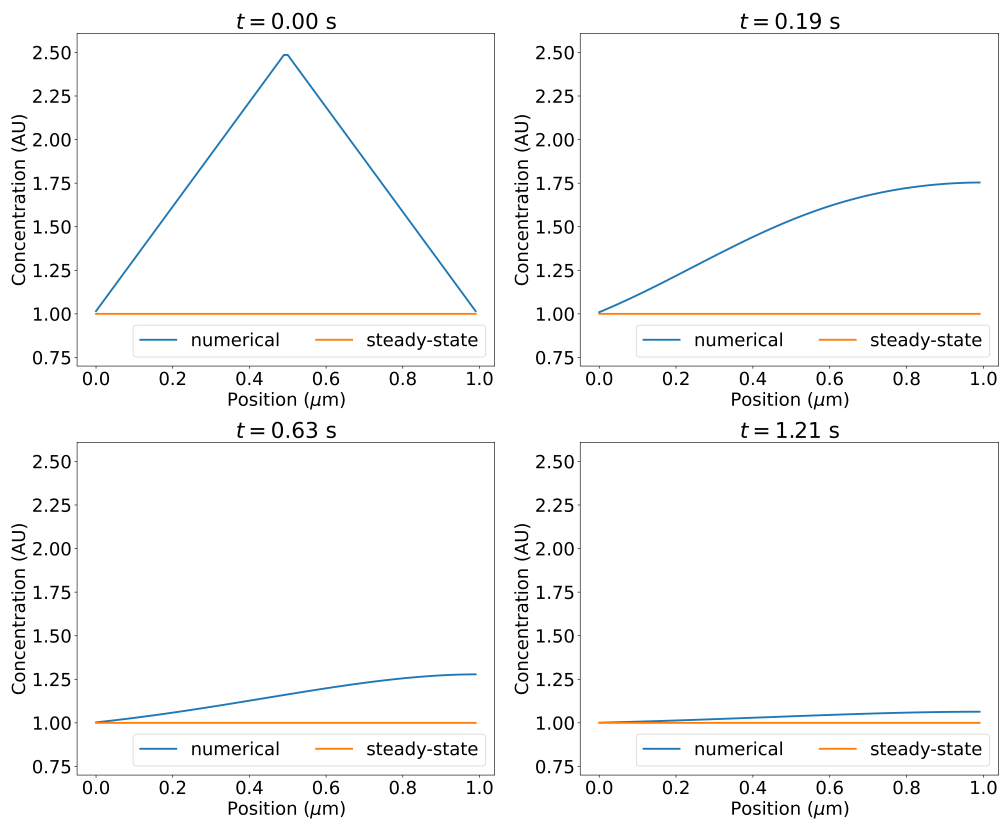 t = 0.00 s
Concentration (AU)
2.50
2.25
2.00
1.75
1.50
1.25
1.00
0.75
numerical steady-state
0.0 0.2 0.4 0.6 0.8 1.0
Position (μm)
t = 0.19 s
Concentration (AU)
2.50
2.25
2.00
1.75
1.50
1.25
1.00
0.75
numerical steady-state
0.0 0.2 0.4 0.6 0.8 1.0
Position (μm)
t = 0.63 s
Concentration (AU)
2.50
2.25
2.00
1.75
1.50
1.25
1.00
0.75
numerical steady-state
0.0 0.2 0.4 0.6 0.8 1.0
Position (μm)
t = 1.21 s
Concentration (AU)
2.50
2.25
2.00
1.75
1.50
1.25
1.00
0.75
numerical steady-state
0.0 0.2 0.4 0.6 0.8 1.0
Position (μm)